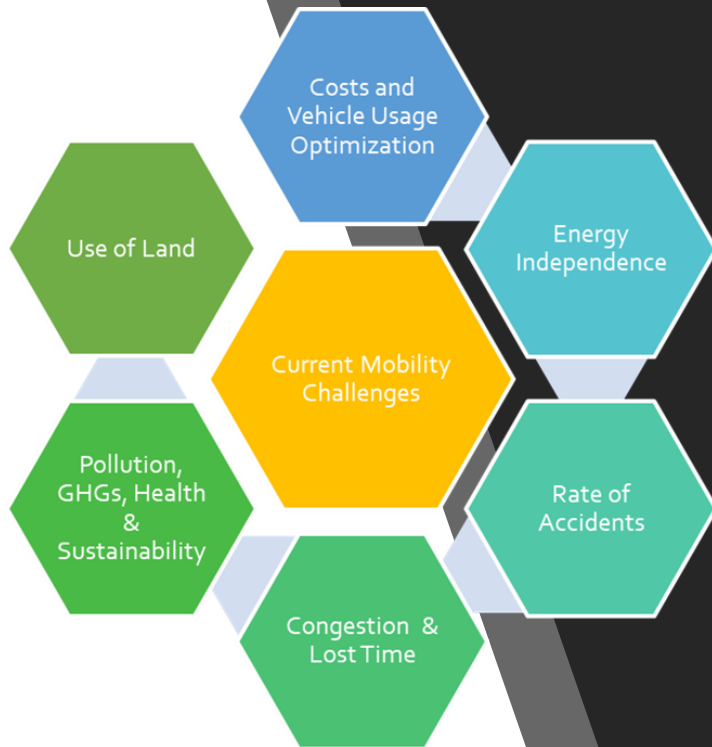 Costs and
Vehicle Usage
Optimization
Energy
Independence
Rate of
Accidents
Congestion &
Lost Time
Pollution,
GHGs, Health
&
Sustainability
Use of Land
Current Mobility
Challenges